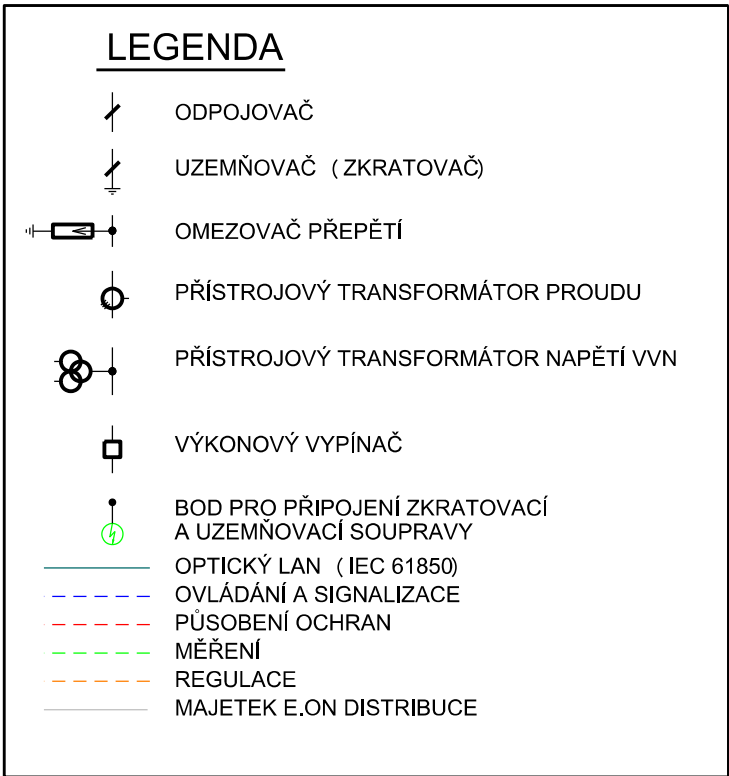 LEGENDA
ODPOJOVAČ
UZEMŇOVAČ (ZKRATOVAČ)
OMEZOVAČ PŘEPĚTÍ
PŘÍSTROJOVÝ TRANSFORMÁTOR PROUDU
PŘÍSTROJOVÝ TRANSFORMÁTOR NAPĚTÍ VVN
VÝKONOVÝ VYPÍNAČ
BOD PRO PŘIPOJENÍ ZKRATOVACÍ
A UZEMŇOVACÍ SOUPRAVY
OPTICKÝ LAN (IEC 61850)
OVLÁDÁNÍ A SIGNALIZACE
PŮSOBENÍ OCHRAN
MĚŘENÍ
REGULACE
MAJETEK E.ON DISTRIBUCE